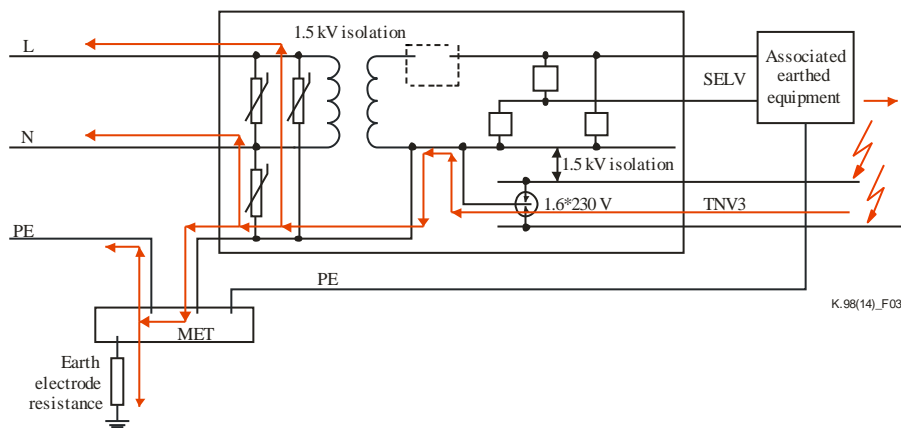 L
1.5 kV isolation
Associated
earthed
equipment
SELV
N
1.5 kV isolation
1.6*230 V
TNV3
PE
PE
K.98(14)_F03
MET
Earth
electrode
resistance